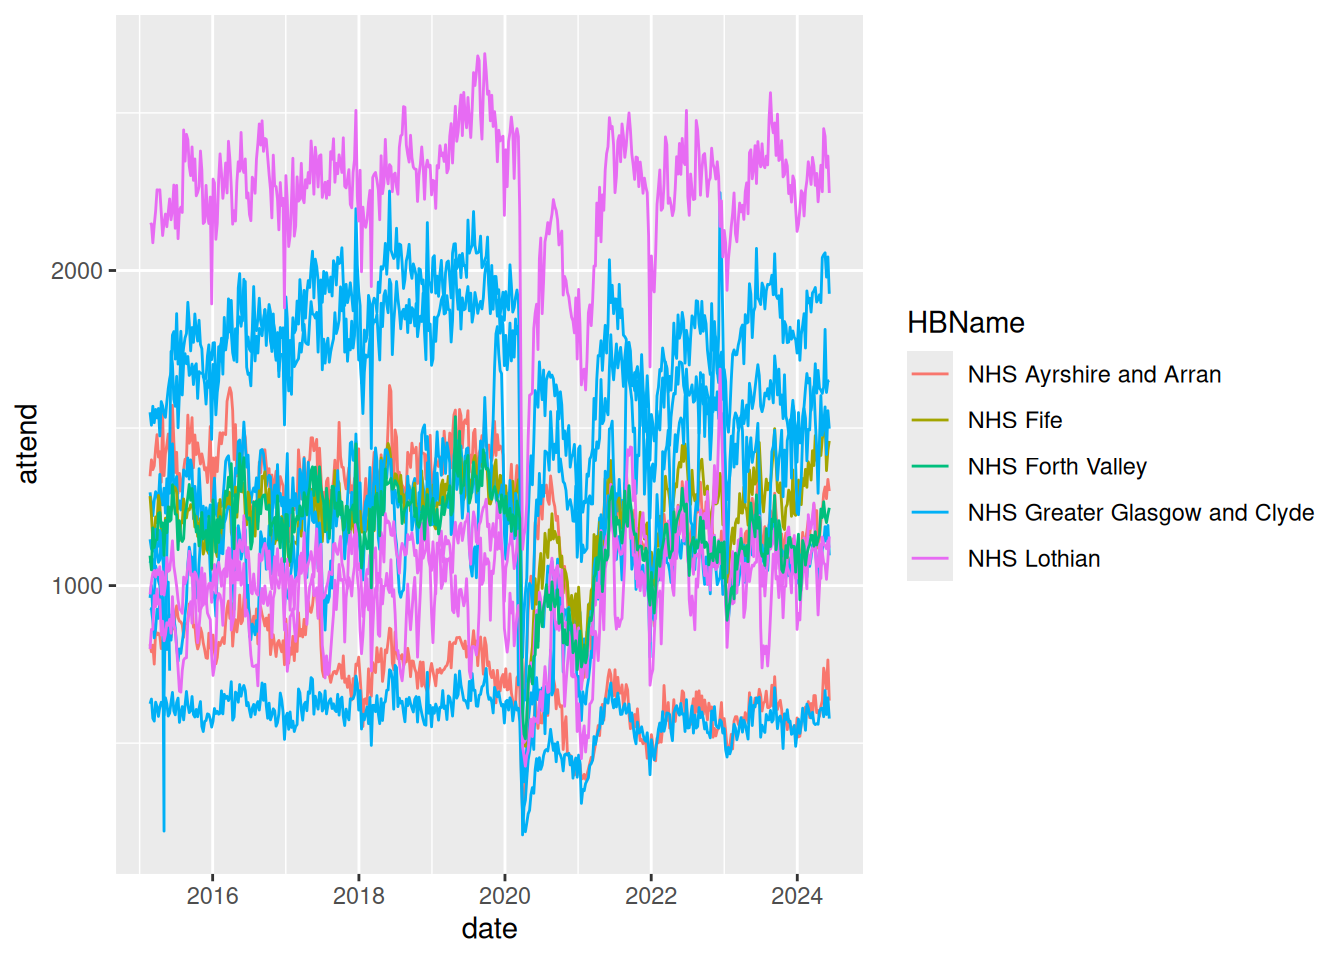 2000
1000
attend
2016 2018 2020 2022 2024
date
HBName
NHS Ayrshire and Arran
NHS Fife
NHS Forth Valley
NHS Greater Glasgow and Clyde
NHS Lothian